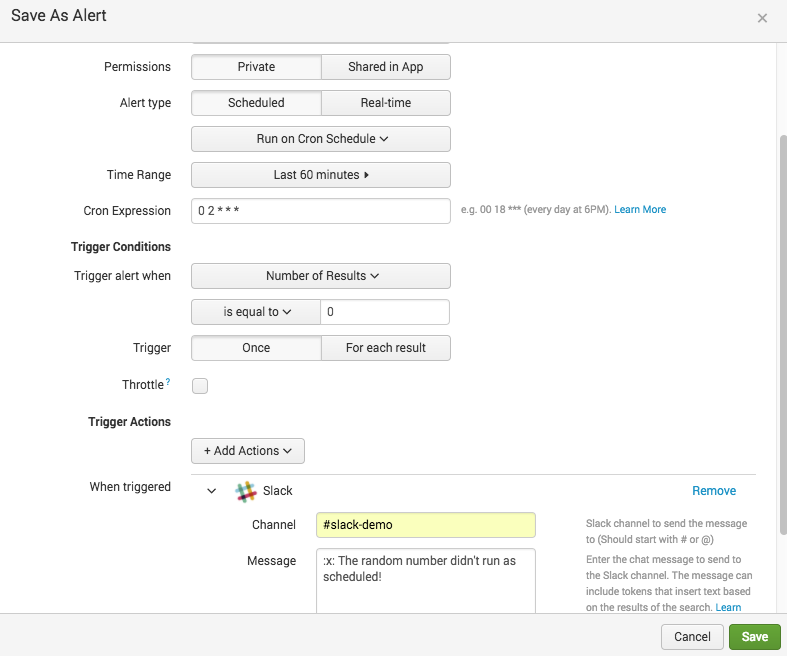 Save As Alert ×
Permissions Private Shared in App
Alert type Scheduled Real-time
Run on Cron Schedule
Time Range Last 60 minutes
Cron Expression 0 2 * * * e.g. 00 18 *** (every day at 6PM). Learn More
Trigger Conditions
Trigger alert when Number of Results
is equal to 0
Trigger Once For each result
Throttle ?
Trigger Actions
+ Add Actions
When triggered Slack Remove
Channel #slack-demo
Slack channel to send the message
to (Should start with # or @)
Message :x: The random number didn't run as
scheduled!
Enter the chat message to send to
the Slack channel. The message can
include tokens that insert text based
on the results of the search. Learn
Cancel Save